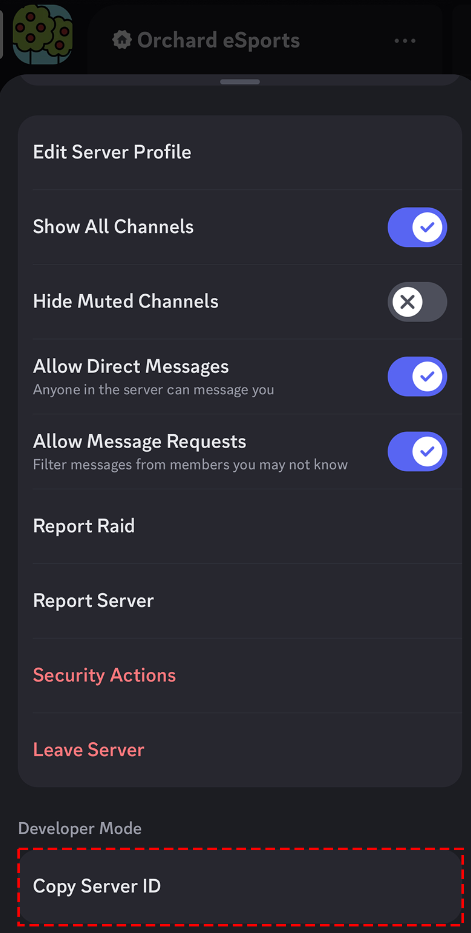 Orchard eSports
Edit Server Profile
Show All Channels
Hide Muted Channels
Allow Direct Messages
Anyone in the server can message you
Allow Message Requests
Filter messages from members you may not know
Report Raid
Report Server
Security Actions
Leave Server
Developer Mode
Copy Server ID